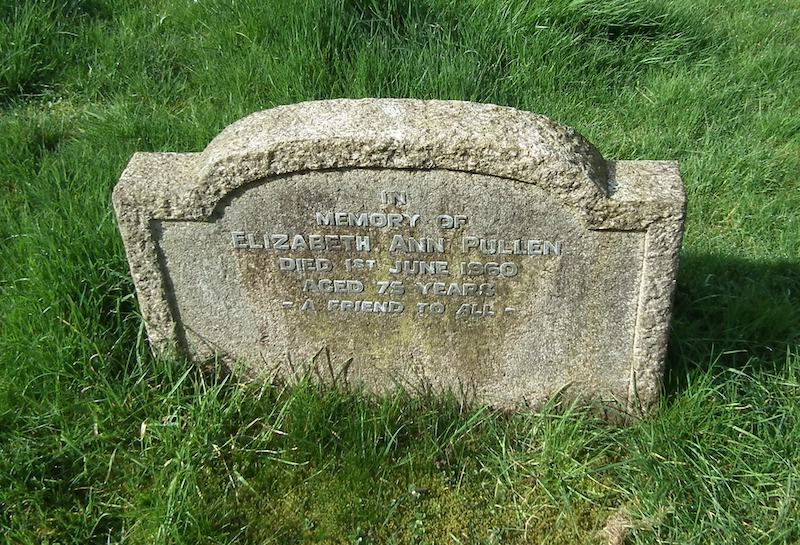 IN
MEMORY OF
ELIZABETH ANN PULLEN
DIED 1ST JUNE 1960
AGED 75 YEARS
- A FRIEND TO ALL -